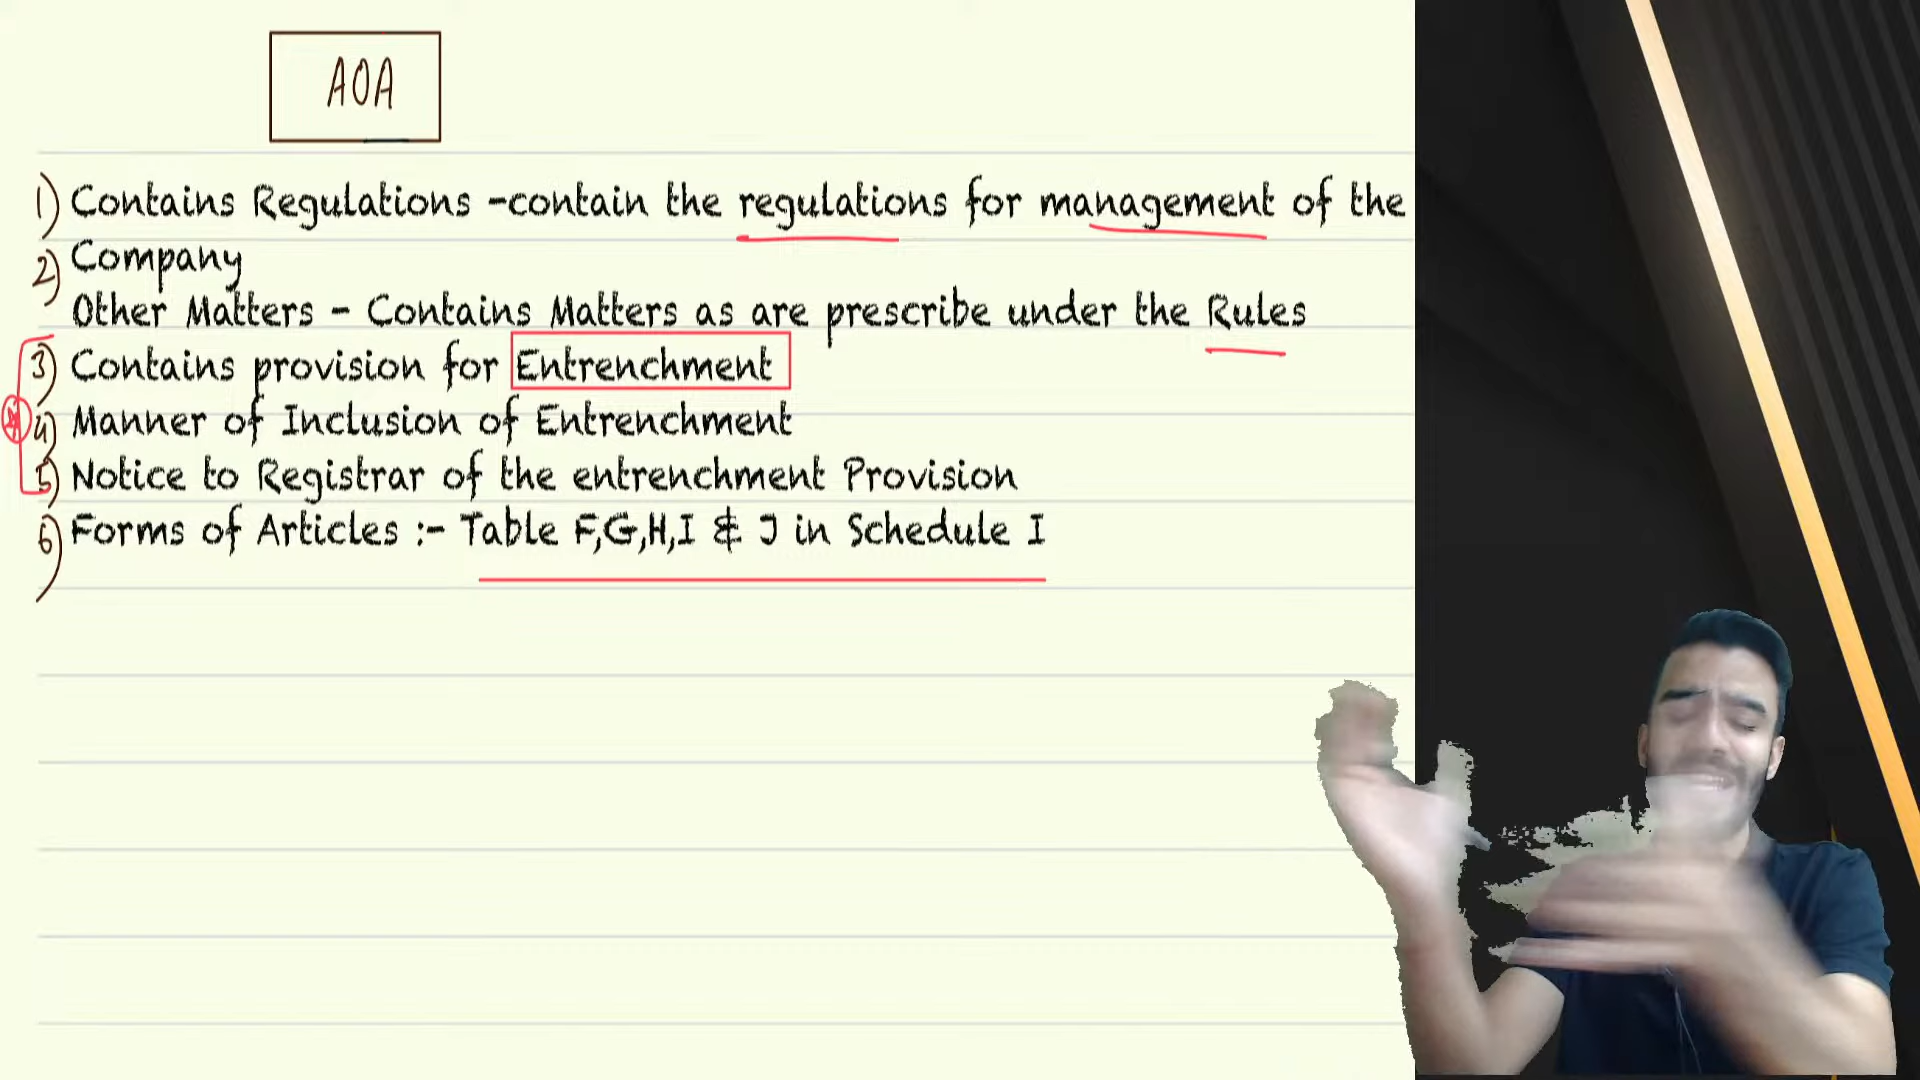 AOA
1) Contains Regulations -contain the regulations for management of the
2) Company
Other Matters - Contains Matters as are prescribe under the Rules
3) Contains provision for Entrenchment
4) Manner of Inclusion of Entrenchment
5) Notice to Registrar of the entrenchment Provision
6) Forms of Articles :- Table F,G,H,I & J in Schedule I